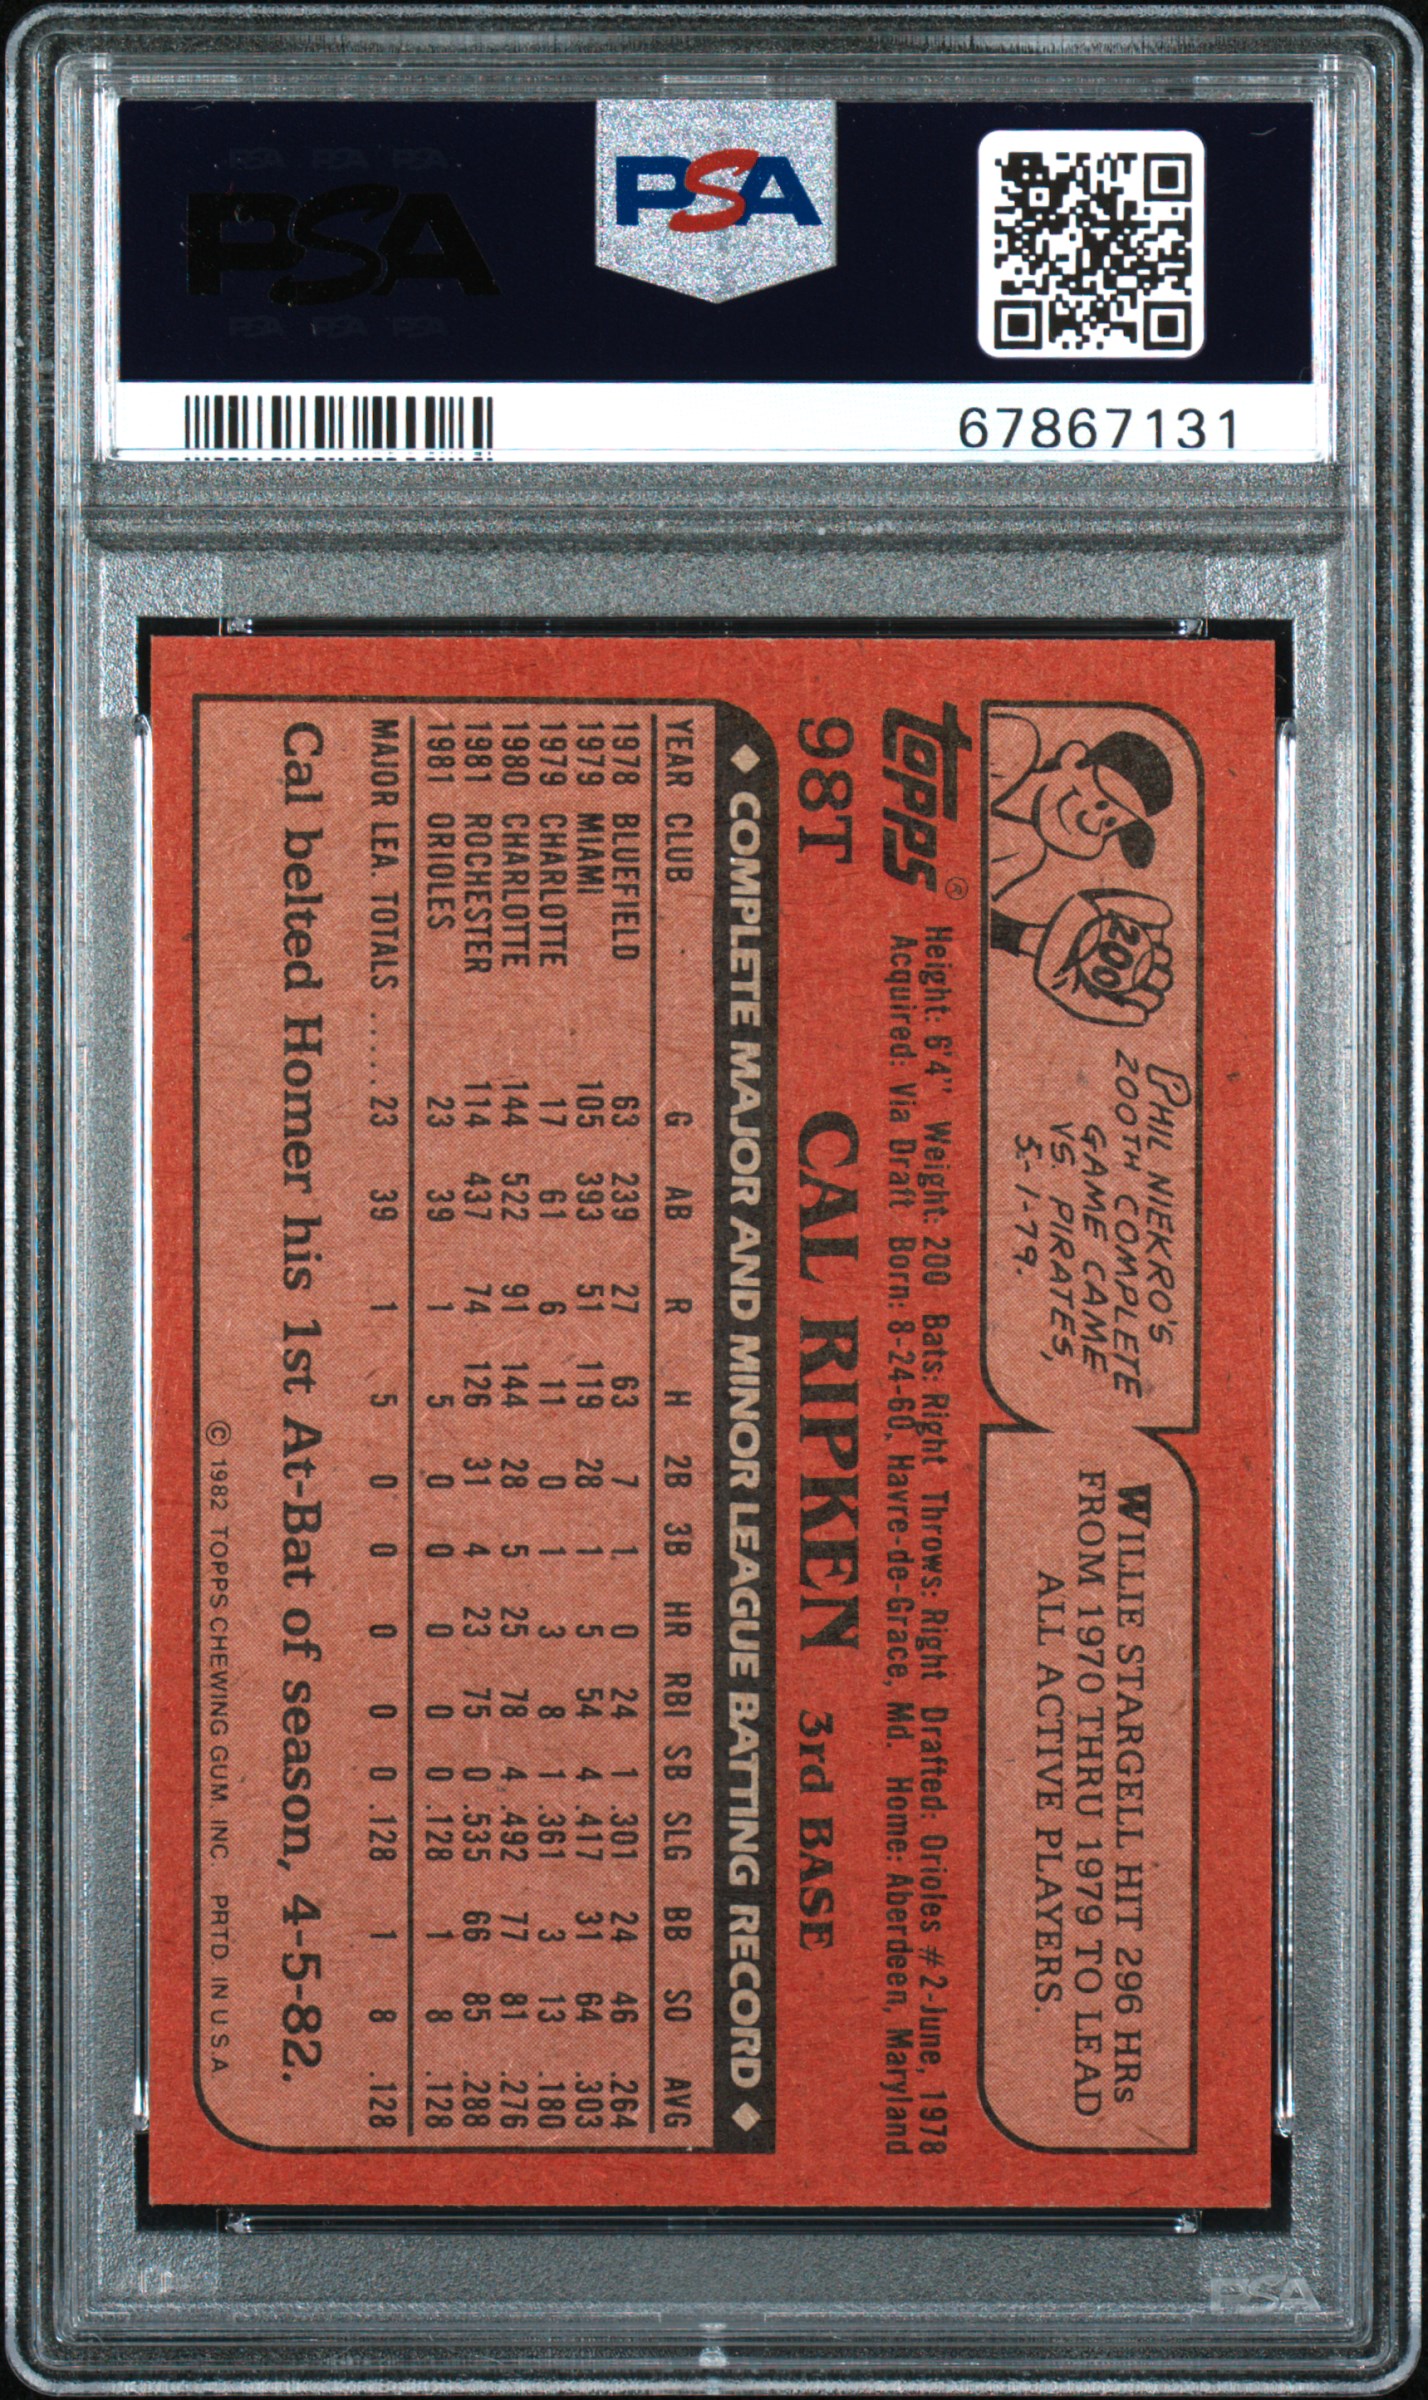 PSA PSA PSA
PSA
PSA PSA PSA
PSA
67867131
PHIL NIEKRO'S
200TH COMPLETE
GAME CAME
VS. PIRATES,
5-1-79.
200
WILLIE STARGELL HIT 296 HRs
FROM 1970 THRU 1979 TO LEAD
ALL ACTIVE PLAYERS.
Topps®
Height: 6'4" Weight: 200 Bats: Right Throws: Right Drafted: Orioles #2-June, 1978
Acquired: Via Draft Born: 8-24-60, Havre-de-Grace, Md. Home: Aberdeen, Maryland
98T CAL RIPKEN 3rd BASE
◆ COMPLETE MAJOR AND MINOR LEAGUE BATTING RECORD ◆
YEAR CLUB G AB R H 2B 3B HR RBI SB SLG BB SO AVG
1978 BLUEFIELD 63 239 27 63 7 1 0 24 1 .301 24 46 .264
1979 MIAMI 105 393 51 119 28 1 5 54 4 .417 31 64 .303
1979 CHARLOTTE 17 61 6 11 0 1 3 8 1 .361 3 13 .180
1980 CHARLOTTE 144 522 91 144 28 5 25 78 4 .492 77 81 .276
1981 ROCHESTER 114 437 74 126 31 4 23 75 0 .535 66 85 .288
1981 ORIOLES 23 39 1 5 0 0 0 0 0 .128 1 8 .128
MAJOR LEA. TOTALS ..... 23 39 1 5 0 0 0 0 0 .128 1 8 .128
Cal belted Homer his 1st At-Bat of season, 4-5-82.
© 1982 TOPPS CHEWING GUM, INC. PRTD. IN U.S.A.
PSA